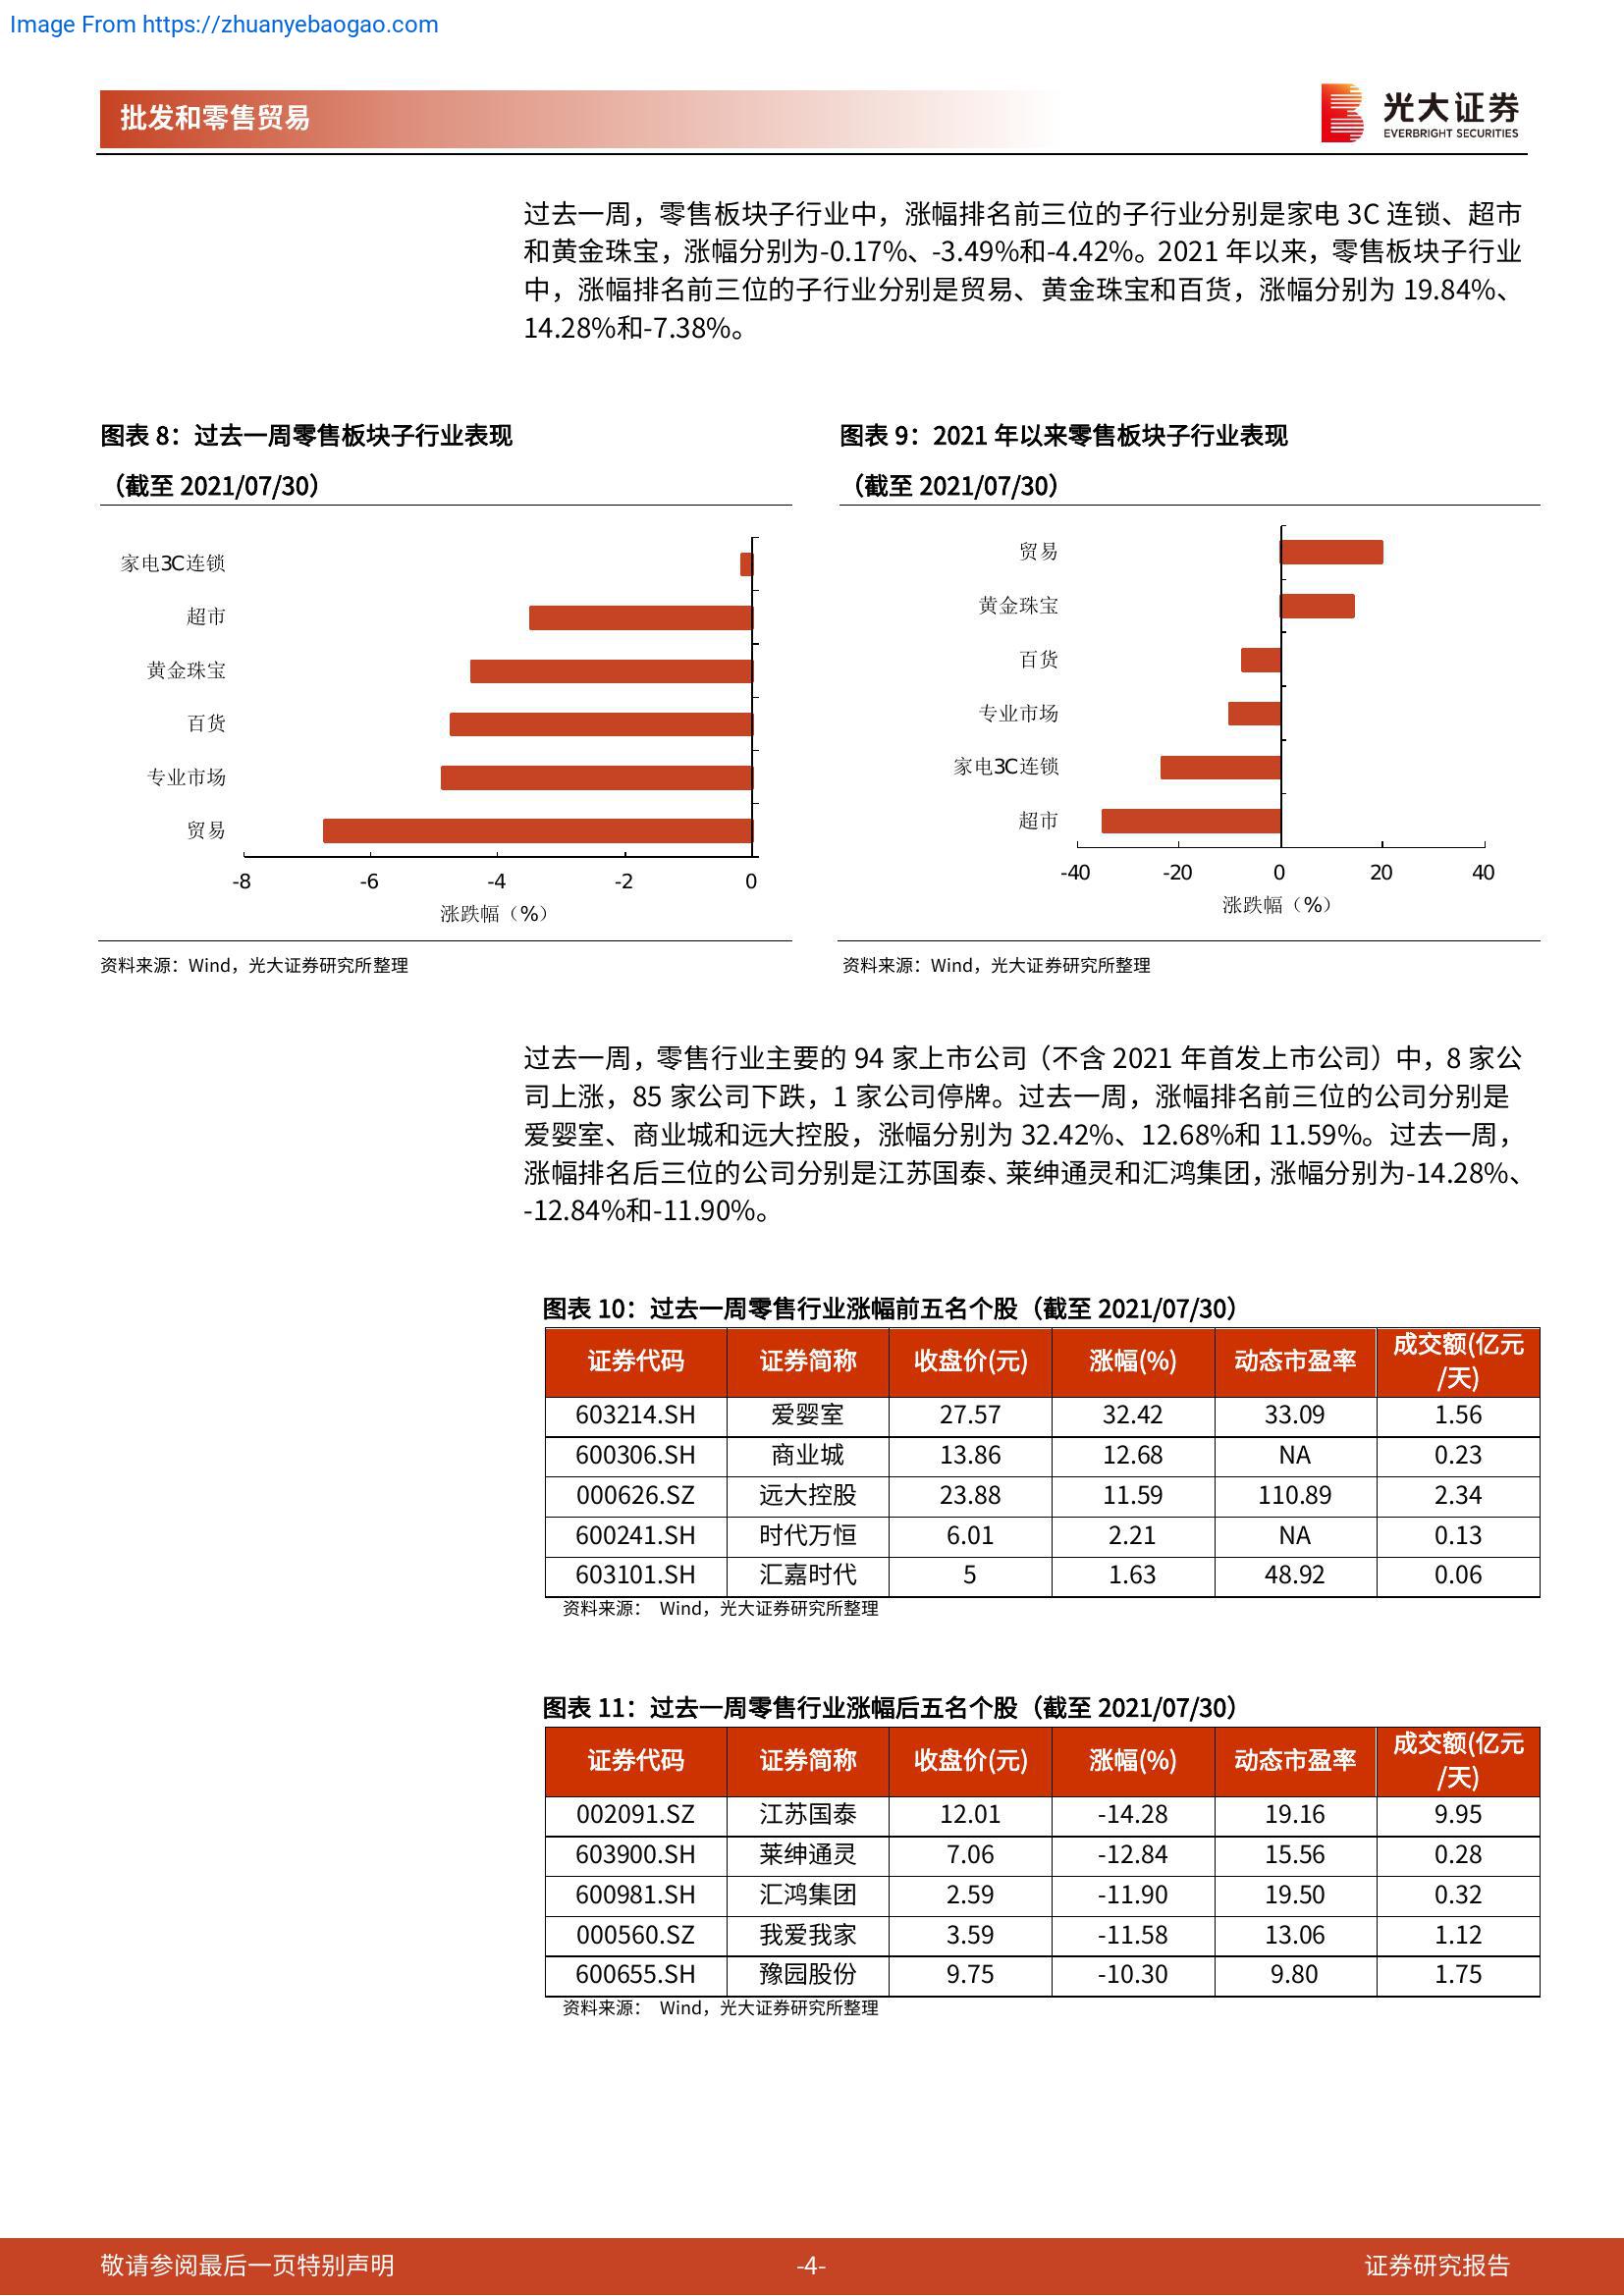 Image From https://zhuanyebaogao.com
批发和零售贸易
光大证券
EVERBRIGHT SECURITIES
过去一周，零售板块子行业中，涨幅排名前三位的子行业分别是家电 3C 连锁、超市
和黄金珠宝，涨幅分别为-0.17%、-3.49%和-4.42%。2021 年以来，零售板块子行业
中，涨幅排名前三位的子行业分别是贸易、黄金珠宝和百货，涨幅分别为 19.84%、
14.28%和-7.38%。
图表 8：过去一周零售板块子行业表现
（截至 2021/07/30）
家电3C连锁
超市
黄金珠宝
百货
专业市场
贸易
-8 -6 -4 -2 0
涨跌幅（%）
资料来源：Wind，光大证券研究所整理
图表 9：2021 年以来零售板块子行业表现
（截至 2021/07/30）
贸易
黄金珠宝
百货
专业市场
家电3C连锁
超市
-40 -20 0 20 40
涨跌幅（%）
资料来源：Wind，光大证券研究所整理
过去一周，零售行业主要的 94 家上市公司（不含 2021 年首发上市公司）中，8 家公
司上涨，85 家公司下跌，1 家公司停牌。过去一周，涨幅排名前三位的公司分别是
爱婴室、商业城和远大控股，涨幅分别为 32.42%、12.68%和 11.59%。过去一周，
涨幅排名后三位的公司分别是江苏国泰、莱绅通灵和汇鸿集团，涨幅分别为-14.28%、
-12.84%和-11.90%。
图表 10：过去一周零售行业涨幅前五名个股（截至 2021/07/30）
证券代码 证券简称 收盘价(元) 涨幅(%) 动态市盈率 成交额(亿元
/天)
603214.SH 爱婴室 27.57 32.42 33.09 1.56
600306.SH 商业城 13.86 12.68 NA 0.23
000626.SZ 远大控股 23.88 11.59 110.89 2.34
600241.SH 时代万恒 6.01 2.21 NA 0.13
603101.SH 汇嘉时代 5 1.63 48.92 0.06
资料来源： Wind，光大证券研究所整理
图表 11：过去一周零售行业涨幅后五名个股（截至 2021/07/30）
证券代码 证券简称 收盘价(元) 涨幅(%) 动态市盈率 成交额(亿元
/天)
002091.SZ 江苏国泰 12.01 -14.28 19.16 9.95
603900.SH 莱绅通灵 7.06 -12.84 15.56 0.28
600981.SH 汇鸿集团 2.59 -11.90 19.50 0.32
000560.SZ 我爱我家 3.59 -11.58 13.06 1.12
600655.SH 豫园股份 9.75 -10.30 9.80 1.75
资料来源： Wind，光大证券研究所整理
敬请参阅最后一页特别声明
-4-
证券研究报告